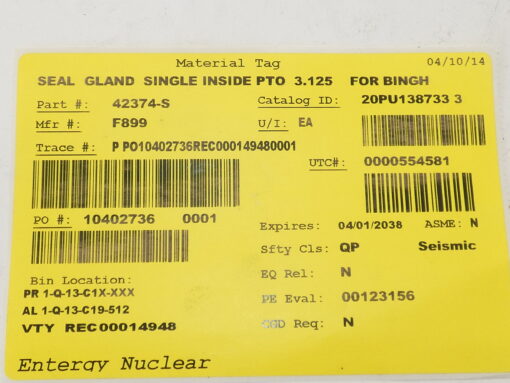 Material Tag 04/10/14
SEAL GLAND SINGLE INSIDE PTO 3.125 FOR BINGH
Part #: 42374-S Catalog ID: 20PU138733 3
Mfr #: F899 U/I: EA
Trace #: P PO10402736REC000149480001
UTC#: 0000554581
PO #: 10402736 0001
Expires: 04/01/2038 ASME: N
Sfty Cls: QP Seismic
EQ Rel: N
PE Eval: 00123156
CGD Req: N
Bin Location:
PR 1-Q-13-C1X-XXX
AL 1-Q-13-C19-512
VTY REC00014948
Entergy Nuclear